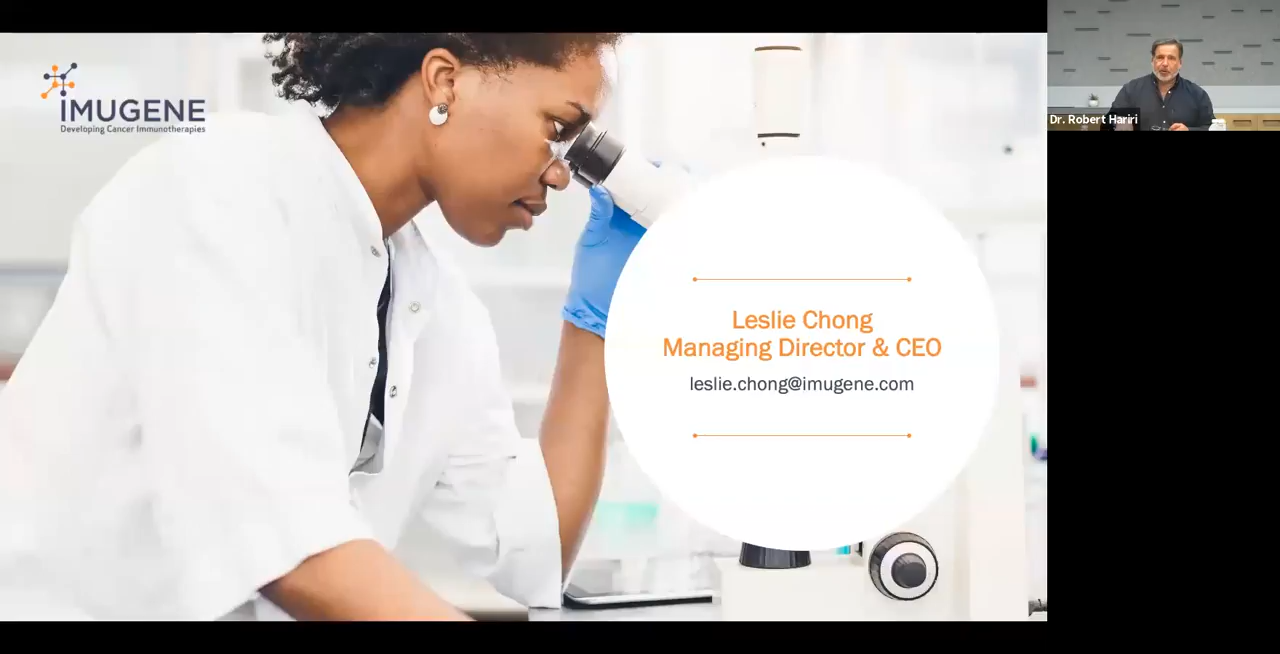 IMUGENE
Developing Cancer Immunotherapies
Dr. Robert Hariri
Leslie Chong
Managing Director & CEO
leslie.chong@imugene.com